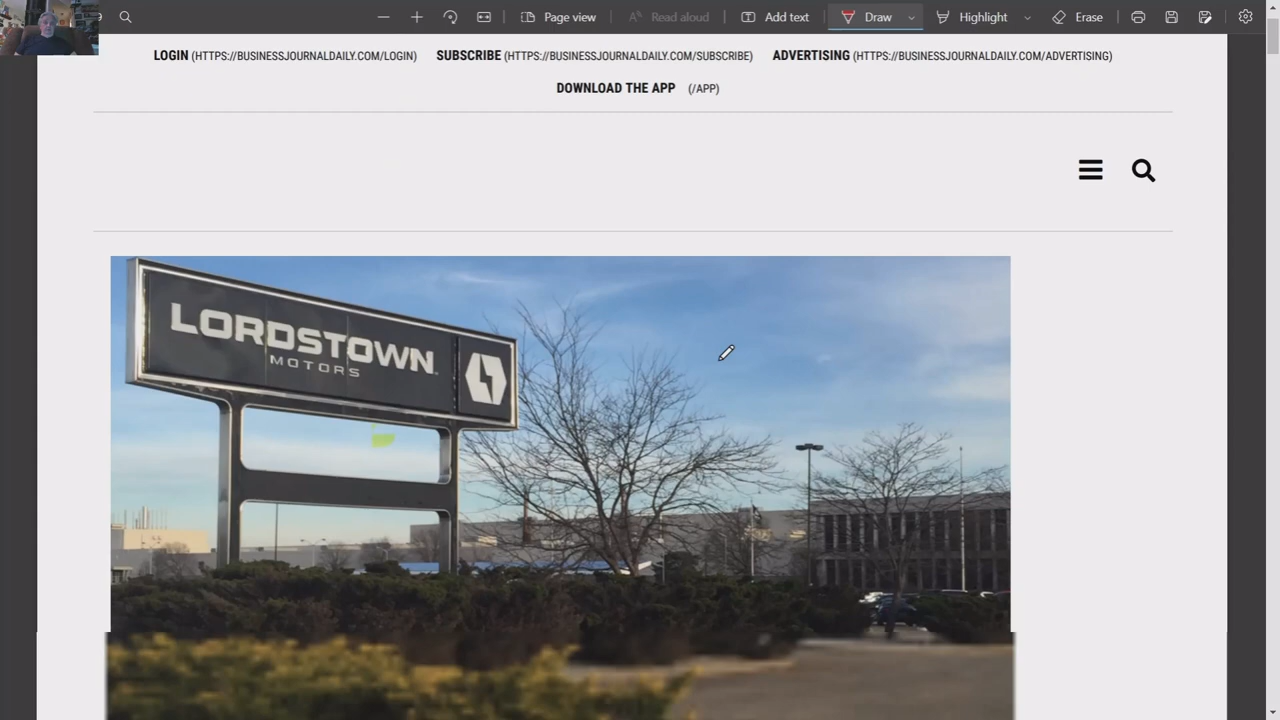 Page view
Read aloud
Add text
Draw
Highlight
Erase
LOGIN (HTTPS://BUSINESSJOURNALDAILY.COM/LOGIN) SUBSCRIBE (HTTPS://BUSINESSJOURNALDAILY.COM/SUBSCRIBE) ADVERTISING (HTTPS://BUSINESSJOURNALDAILY.COM/ADVERTISING)
DOWNLOAD THE APP (/APP)
LORDSTOWN
MOTORS